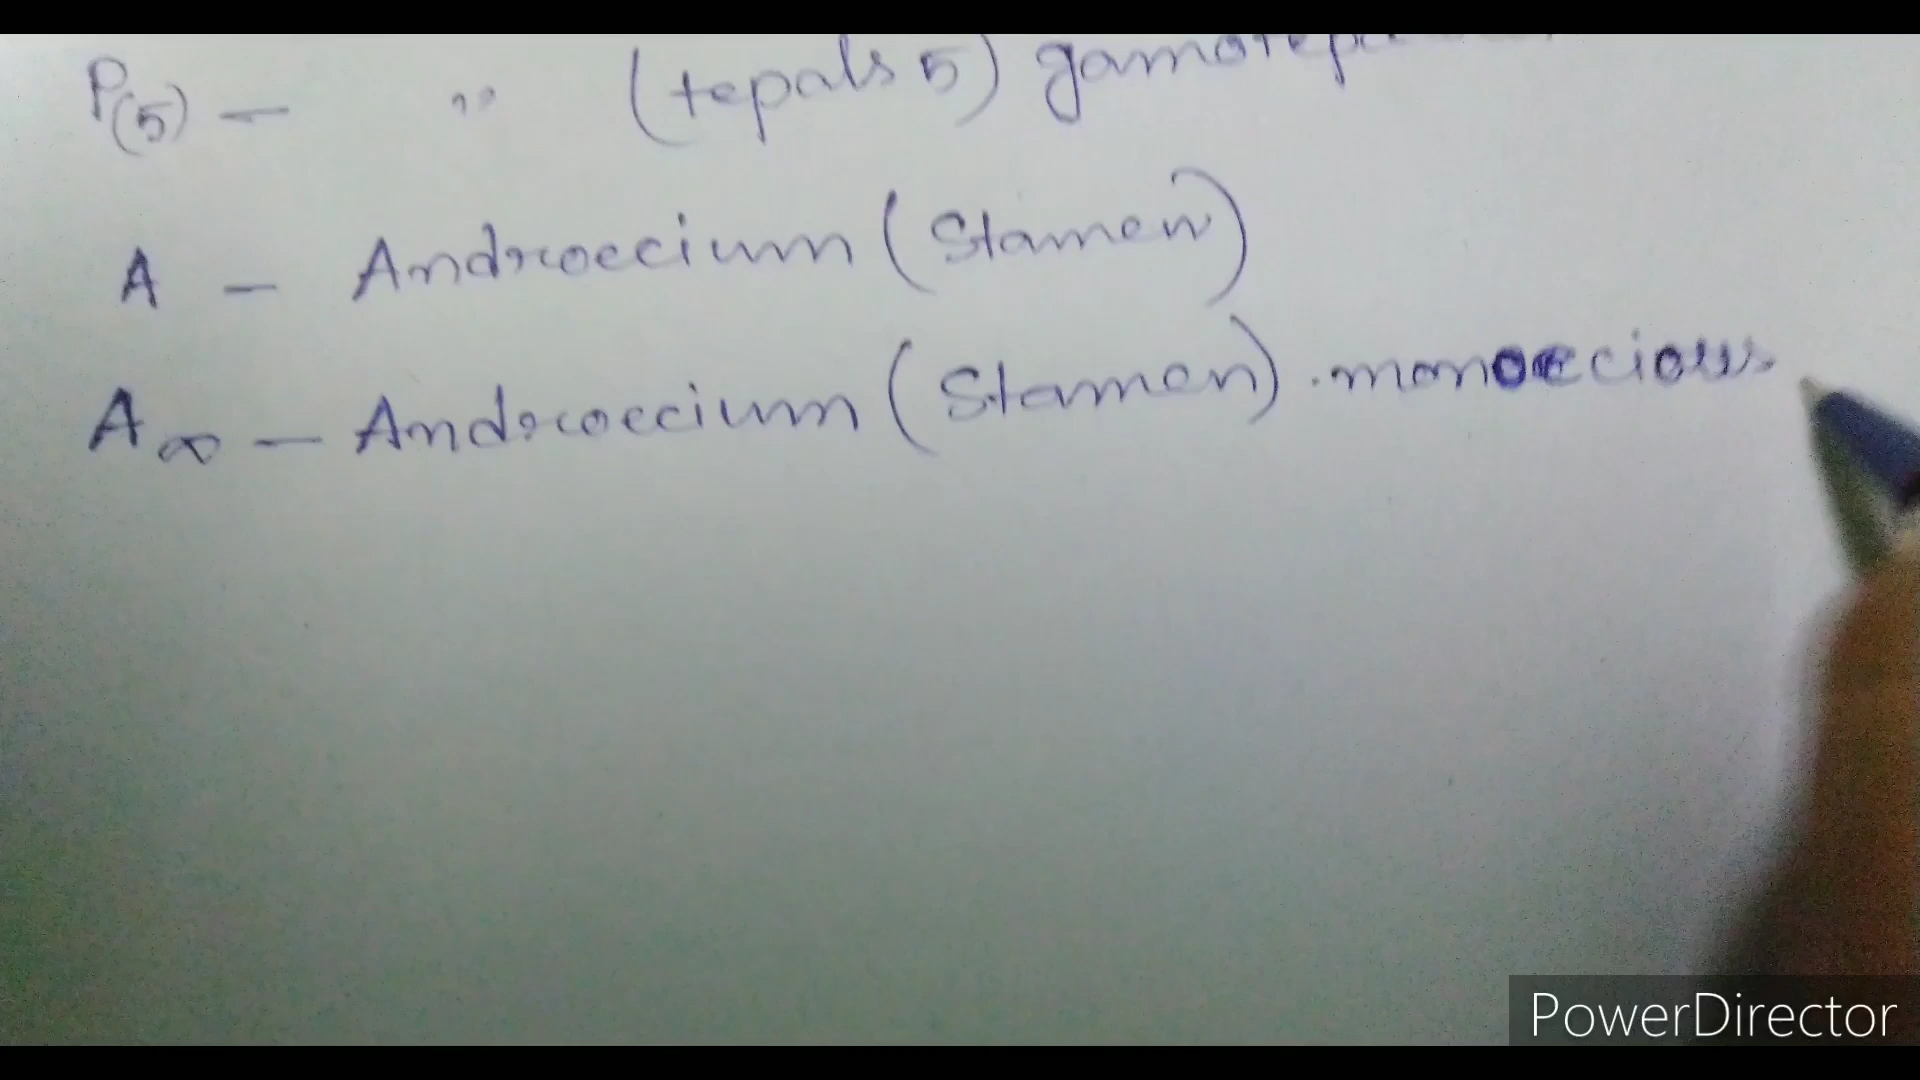 P(5) — " (tepals 5)
A — Androecium (Stamen)
A∞ — Androecium (Stamen) monoecious
PowerDirector